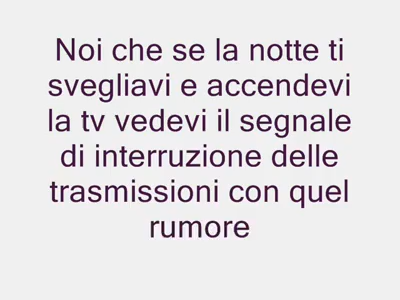 Noi che se la notte ti
svegliavi e accendevi
la tv vedevi il segnale
di interruzione delle
trasmissioni con quel
rumore